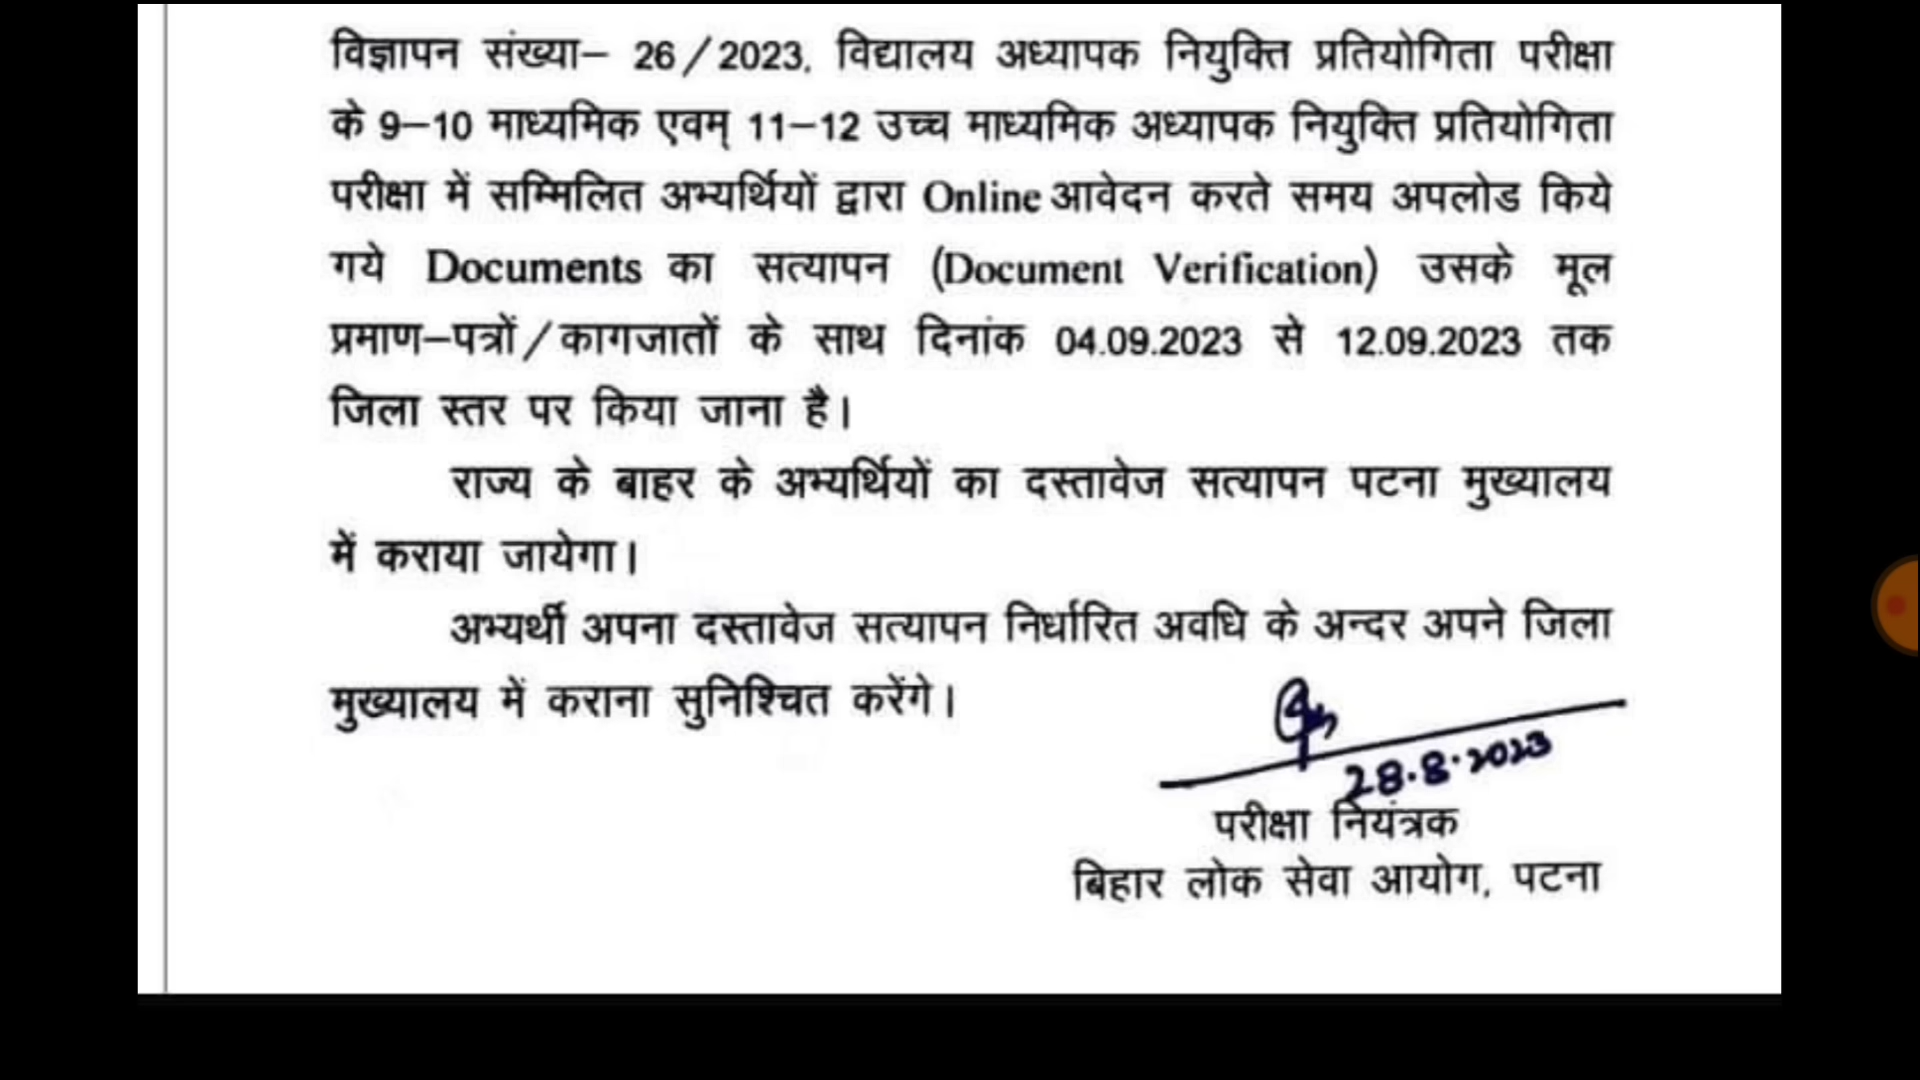 विज्ञापन संख्या– 26/2023, विद्यालय अध्यापक नियुक्ति प्रतियोगिता परीक्षा
के 9–10 माध्यमिक एवम् 11–12 उच्च माध्यमिक अध्यापक नियुक्ति प्रतियोगिता
परीक्षा में सम्मिलित अभ्यर्थियों द्वारा Online आवेदन करते समय अपलोड किये
गये Documents का सत्यापन (Document Verification) उसके मूल
प्रमाण–पत्रों/कागजातों के साथ दिनांक 04.09.2023 से 12.09.2023 तक
जिला स्तर पर किया जाना है।
राज्य के बाहर के अभ्यर्थियों का दस्तावेज सत्यापन पटना मुख्यालय
में कराया जायेगा।
अभ्यर्थी अपना दस्तावेज सत्यापन निर्धारित अवधि के अन्दर अपने जिला
मुख्यालय में कराना सुनिश्चित करेंगे।
28.8.2023
परीक्षा नियंत्रक
बिहार लोक सेवा आयोग, पटना